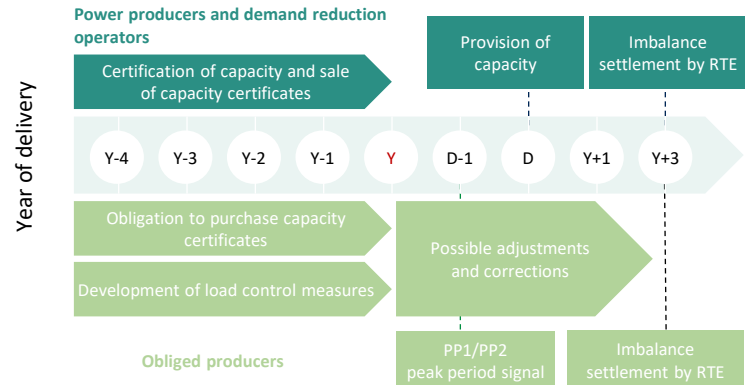 Power producers and demand reduction
operators
Certification of capacity and sale
of capacity certificates
Provision of
capacity
Imbalance
settlement by RTE
Year of delivery
Y-4
Y-3
Y-2
Y-1
Y
D-1
D
Y+1
Y+3
Obligation to purchase capacity
certificates
Possible adjustments
and corrections
Development of load control measures
Obliged producers
PP1/PP2
peak period signal
Imbalance
settlement by RTE